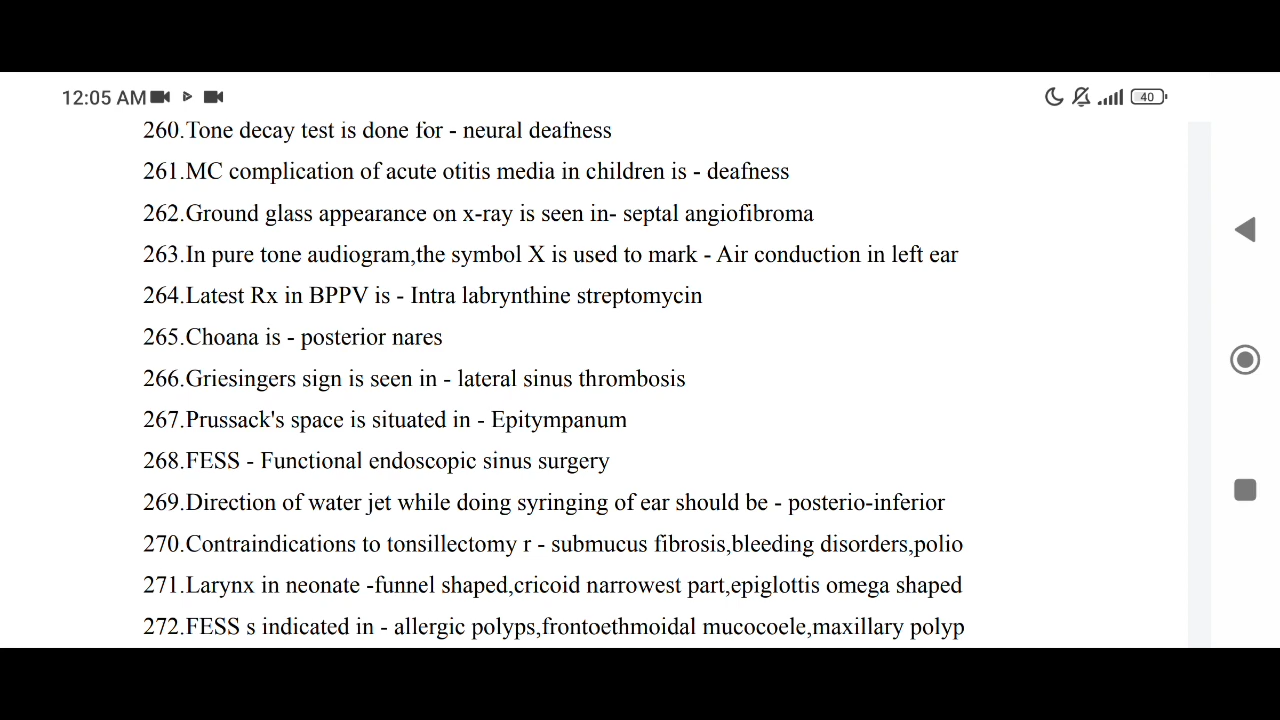 12:05 AM
40
260.Tone decay test is done for - neural deafness
261.MC complication of acute otitis media in children is - deafness
262.Ground glass appearance on x-ray is seen in- septal angiofibroma
263.In pure tone audiogram,the symbol X is used to mark - Air conduction in left ear
264.Latest Rx in BPPV is - Intra labrynthine streptomycin
265.Choana is - posterior nares
266.Griesingers sign is seen in - lateral sinus thrombosis
267.Prussack's space is situated in - Epitympanum
268.FESS - Functional endoscopic sinus surgery
269.Direction of water jet while doing syringing of ear should be - posterio-inferior
270.Contraindications to tonsillectomy r - submucus fibrosis,bleeding disorders,polio
271.Larynx in neonate -funnel shaped,cricoid narrowest part,epiglottis omega shaped
272.FESS s indicated in - allergic polyps,frontoethmoidal mucocoele,maxillary polyp